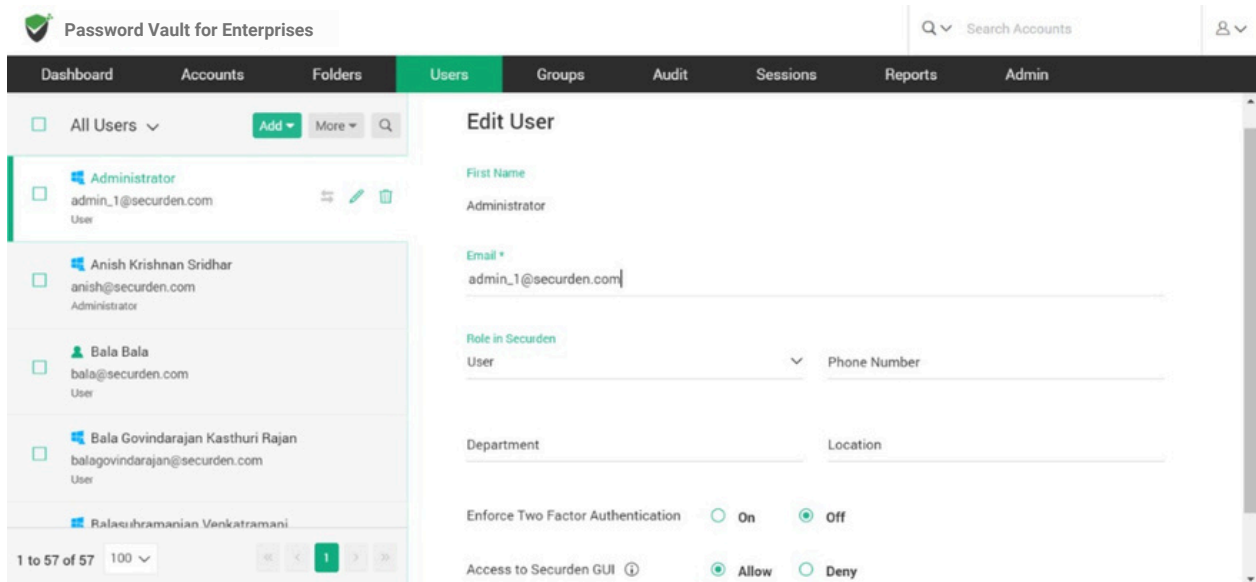 Password Vault for Enterprises
Search Accounts
Dashboard Accounts Folders Users Groups Audit Sessions Reports Admin
All Users Add More
Administrator
admin_1@securden.com
User
Anish Krishnan Sridhar
anish@securden.com
Administrator
Bala Bala
bala@securden.com
User
Bala Govindarajan Kasthuri Rajan
balagovindarajan@securden.com
User
Balasubramanian Venkatramani
1 to 57 of 57 100 « < 1 > »
Edit User
First Name
Administrator
Email *
admin_1@securden.com
Role in Securden
User
Phone Number
Department
Location
Enforce Two Factor Authentication On Off
Access to Securden GUI Allow Deny